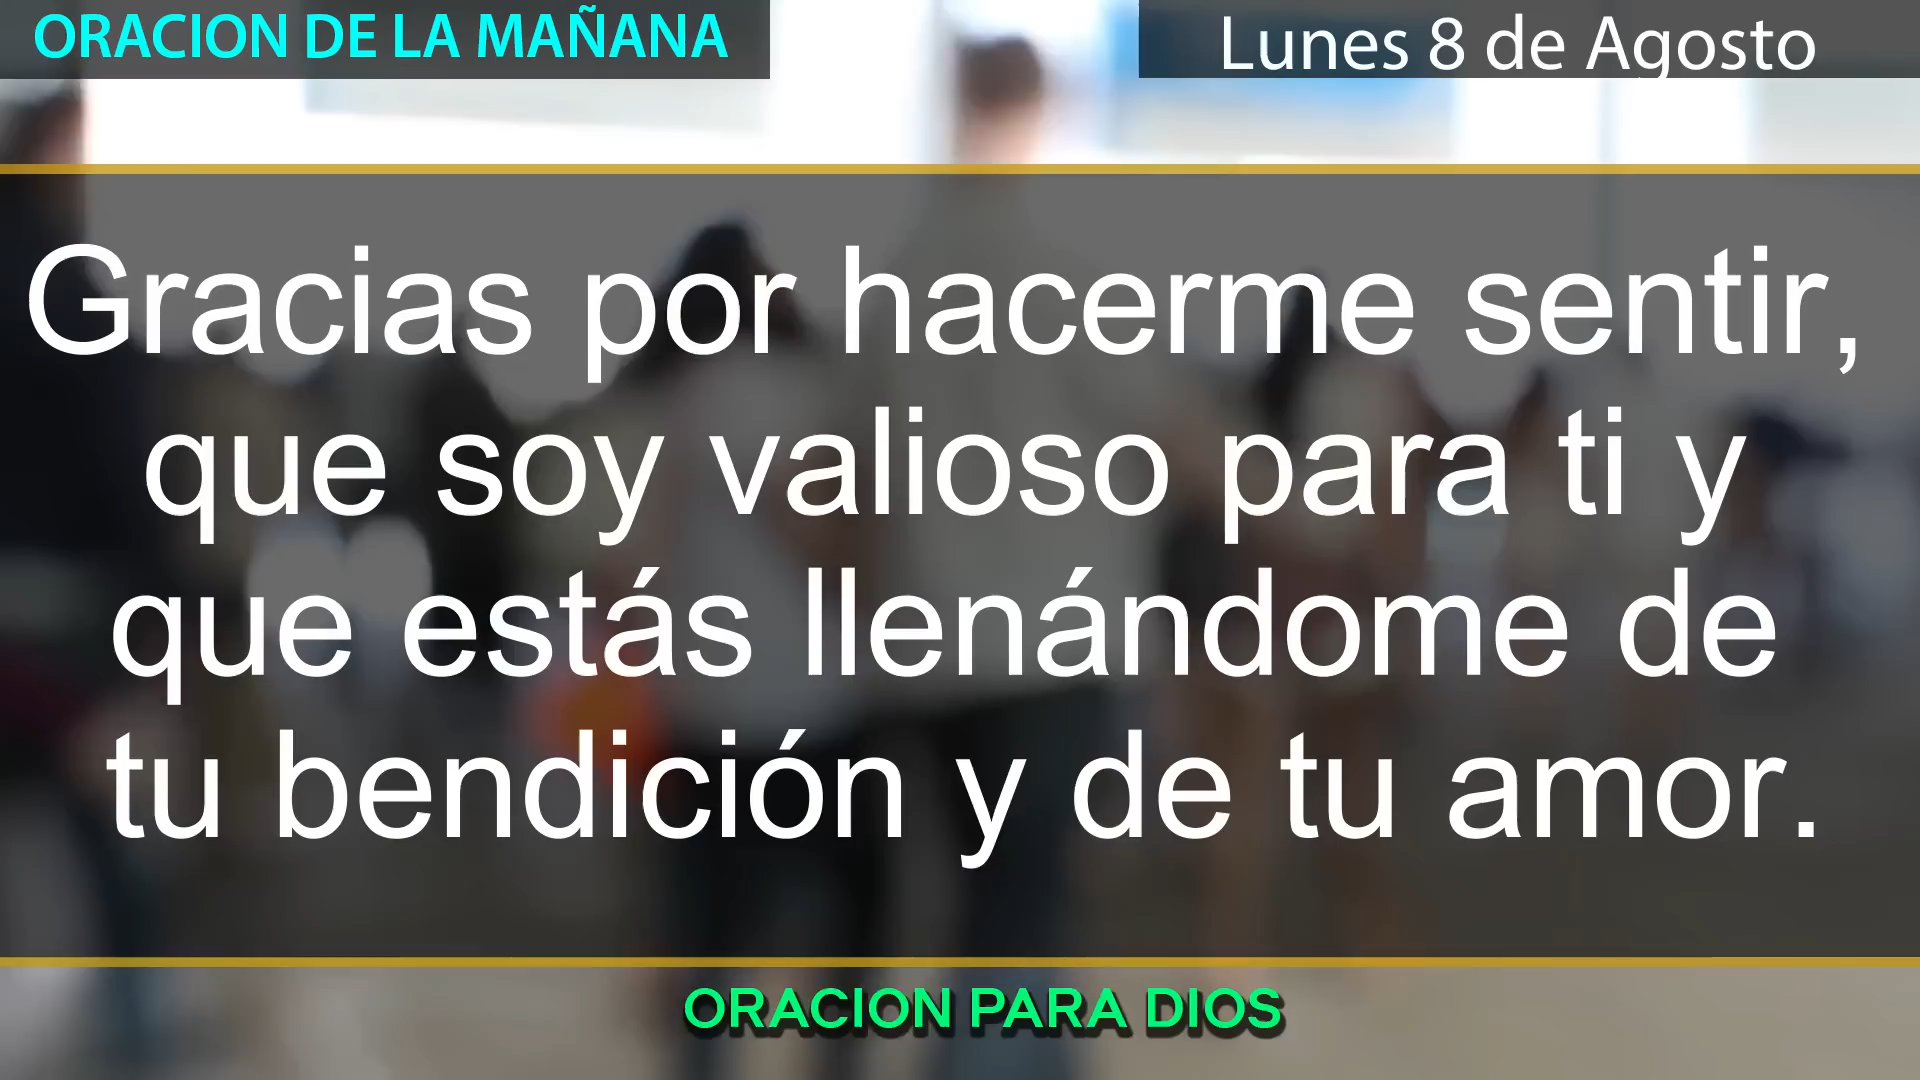 ORACION DE LA MAÑANA
Lunes 8 de Agosto
Gracias por hacerme sentir,
que soy valioso para ti y
que estás llenándome de
tu bendición y de tu amor.
ORACION PARA DIOS